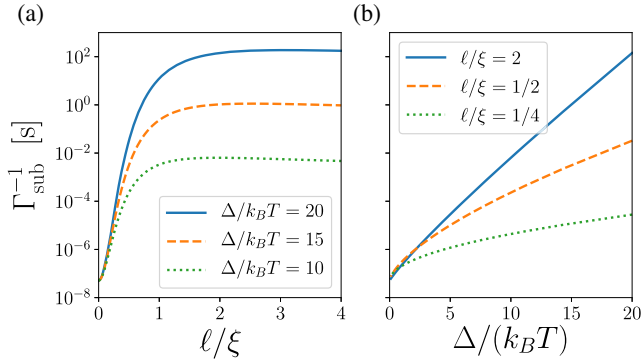 (a)
(b)
Γ_sub^{-1} [s]
10^2
10^0
10^{-2}
10^{-4}
10^{-6}
10^{-8}
Δ/k_BT = 20
Δ/k_BT = 15
Δ/k_BT = 10
0 1 2 3 4
ℓ/ξ
ℓ/ξ = 2
ℓ/ξ = 1/2
ℓ/ξ = 1/4
0 5 10 15 20
Δ/(k_BT)